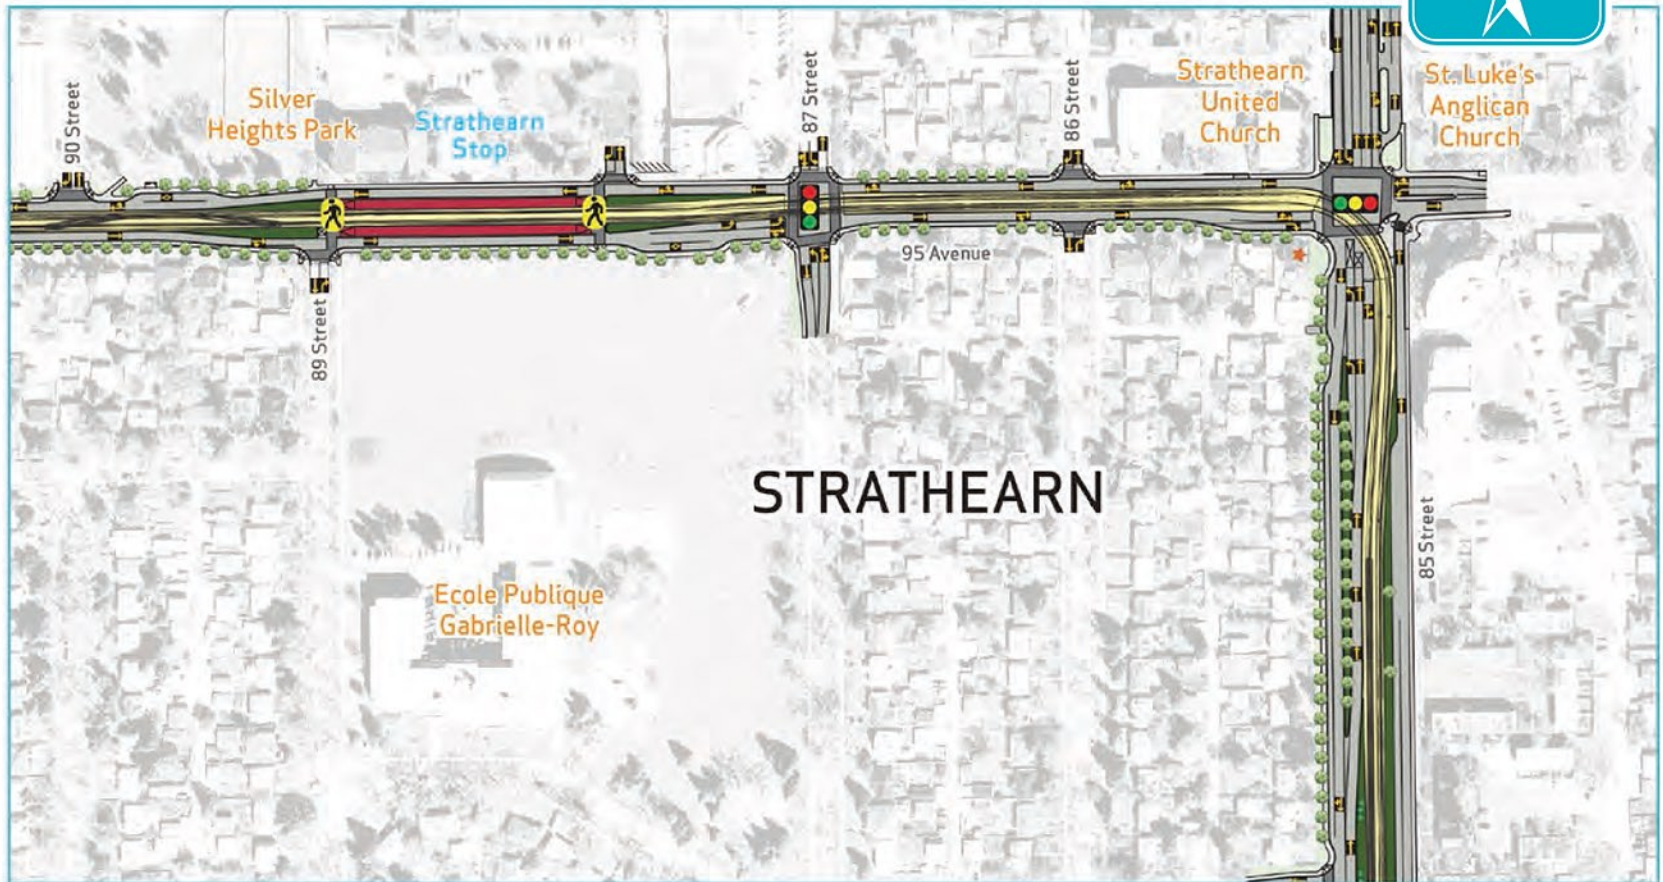 90 Street
Silver
Heights Park
Strathearn
Stop
87 Street
86 Street
Strathearn
United
Church
St. Luke's
Anglican
Church
95 Avenue
89 Street
STRATHEARN
85 Street
Ecole Publique
Gabrielle-Roy